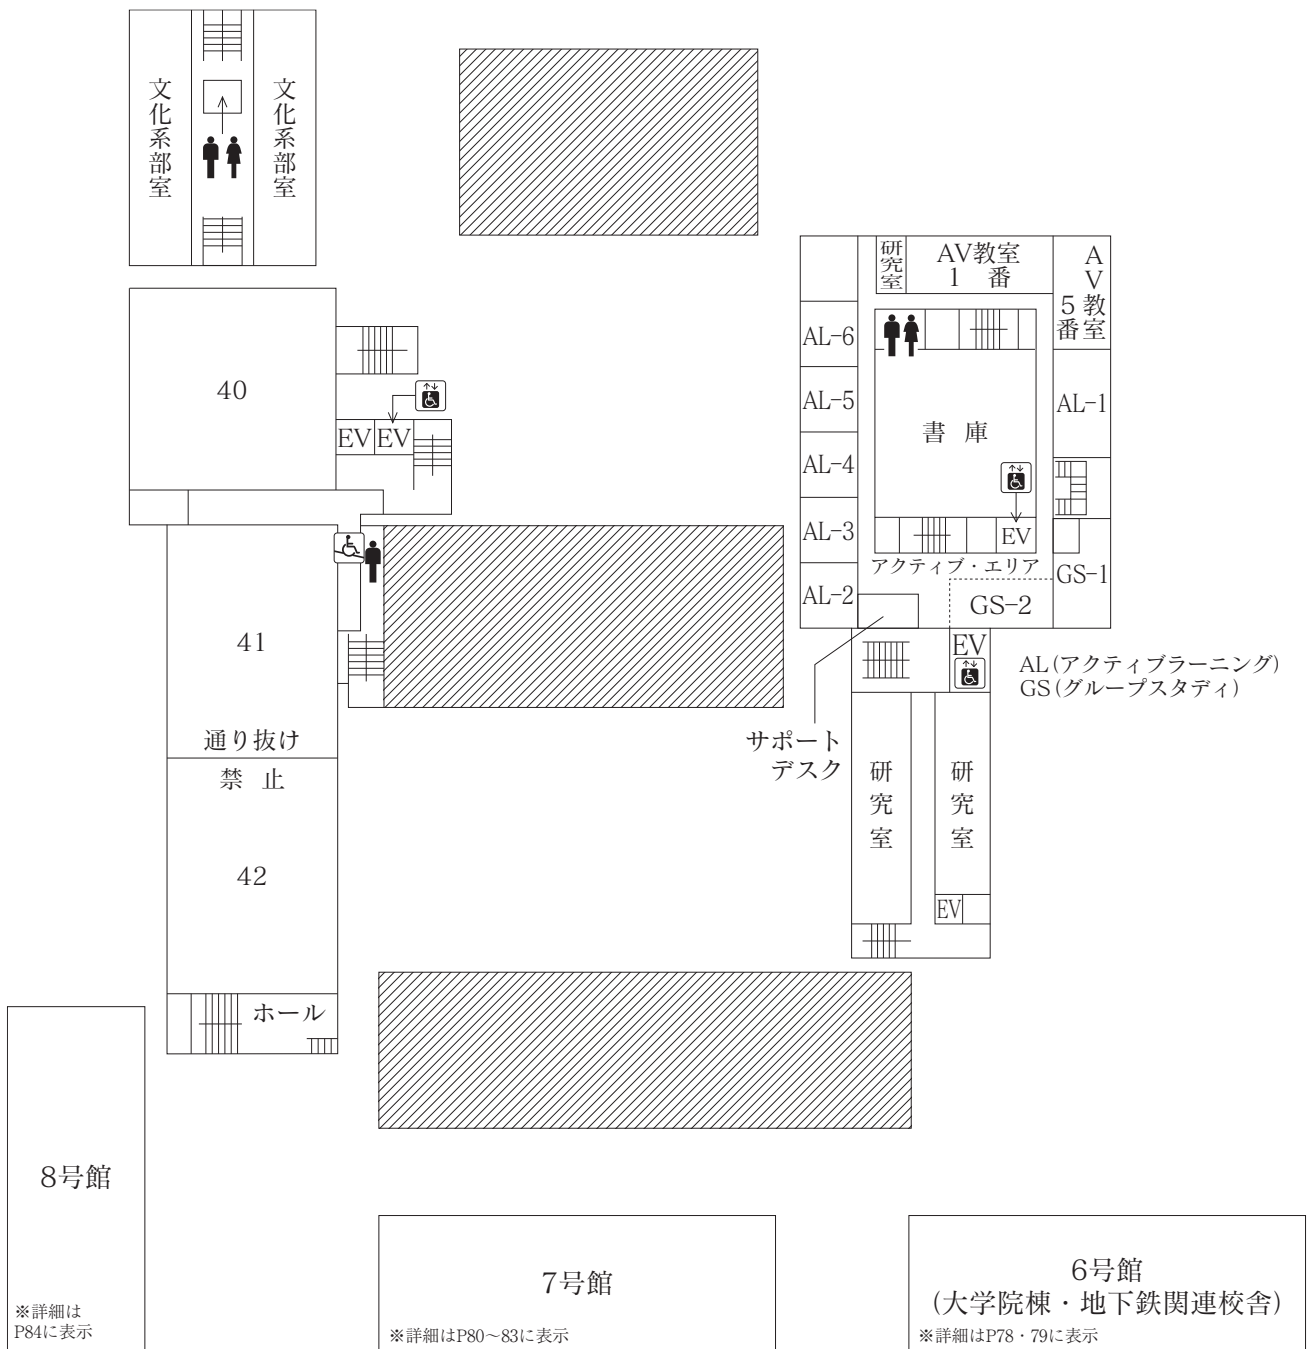 文化系部室
文化系部室
研究室
AV教室
1 番
AV教室
5番
AL-6
AL-5
AL-4
AL-3
AL-2
書 庫
AL-1
EV
アクティブ・エリア
GS-1
GS-2
40
EV
EV
41
通り抜け
禁 止
42
ホール
EV
AL(アクティブラーニング)
GS(グループスタディ)
サポート
デスク
研究室
研究室
EV
8号館
※詳細は
P84に表示
7号館
※詳細はP80～83に表示
6号館
(大学院棟・地下鉄関連校舎)
※詳細はP78・79に表示